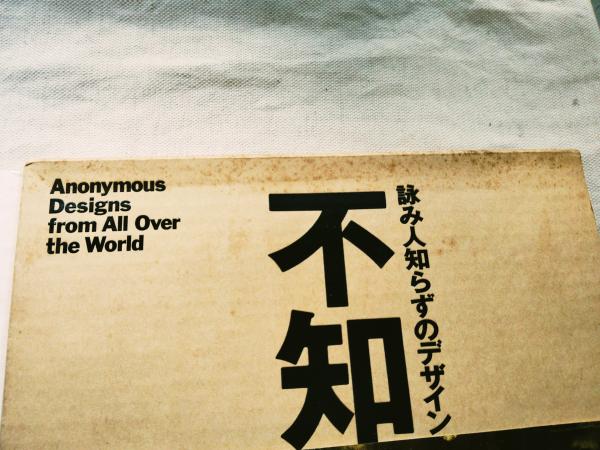 Anonymous
Designs
from All Over
the World
不知
詠み人知らずのデザイン